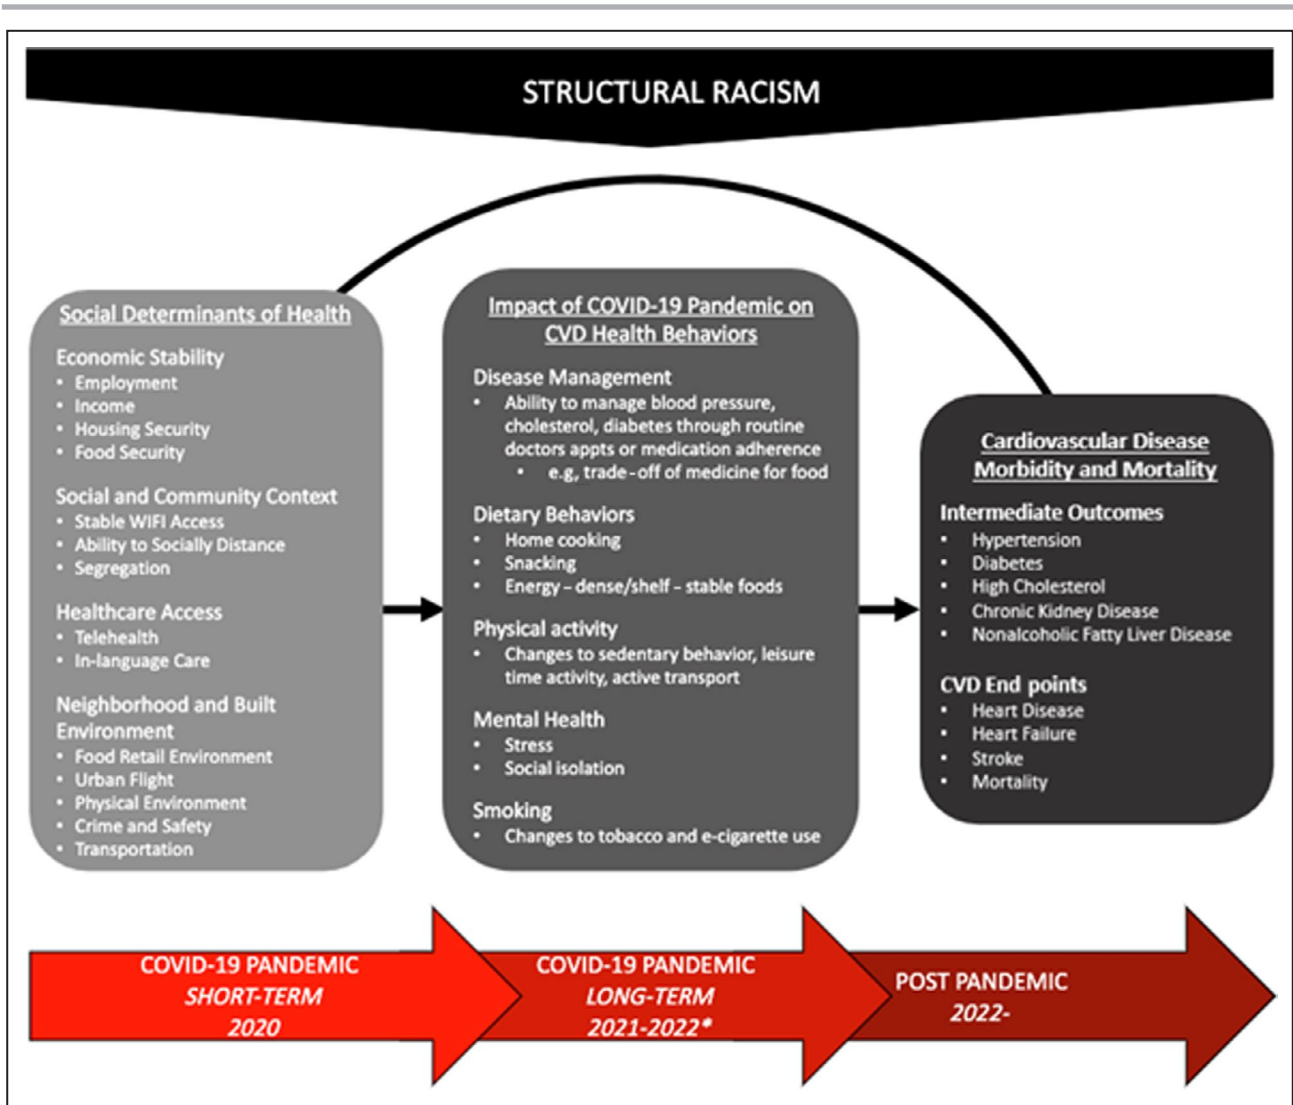 STRUCTURAL RACISM
Social Determinants of Health
Economic Stability
• Employment
• Income
• Housing Security
• Food Security
Social and Community Context
• Stable WIFI Access
• Ability to Socially Distance
• Segregation
Healthcare Access
• Telehealth
• In-language Care
Neighborhood and Built
Environment
• Food Retail Environment
• Urban Flight
• Physical Environment
• Crime and Safety
• Transportation
Impact of COVID-19 Pandemic on
CVD Health Behaviors
Disease Management
• Ability to manage blood pressure,
cholesterol, diabetes through routine
doctors appts or medication adherence
• e.g, trade-off of medicine for food
Dietary Behaviors
• Home cooking
• Snacking
• Energy – dense/shelf – stable foods
Physical activity
• Changes to sedentary behavior, leisure
time activity, active transport
Mental Health
• Stress
• Social isolation
Smoking
• Changes to tobacco and e-cigarette use
Cardiovascular Disease
Morbidity and Mortality
Intermediate Outcomes
• Hypertension
• Diabetes
• High Cholesterol
• Chronic Kidney Disease
• Nonalcoholic Fatty Liver Disease
CVD End points
• Heart Disease
• Heart Failure
• Stroke
• Mortality
COVID-19 PANDEMIC
SHORT-TERM
2020
COVID-19 PANDEMIC
LONG-TERM
2021-2022*
POST PANDEMIC
2022-